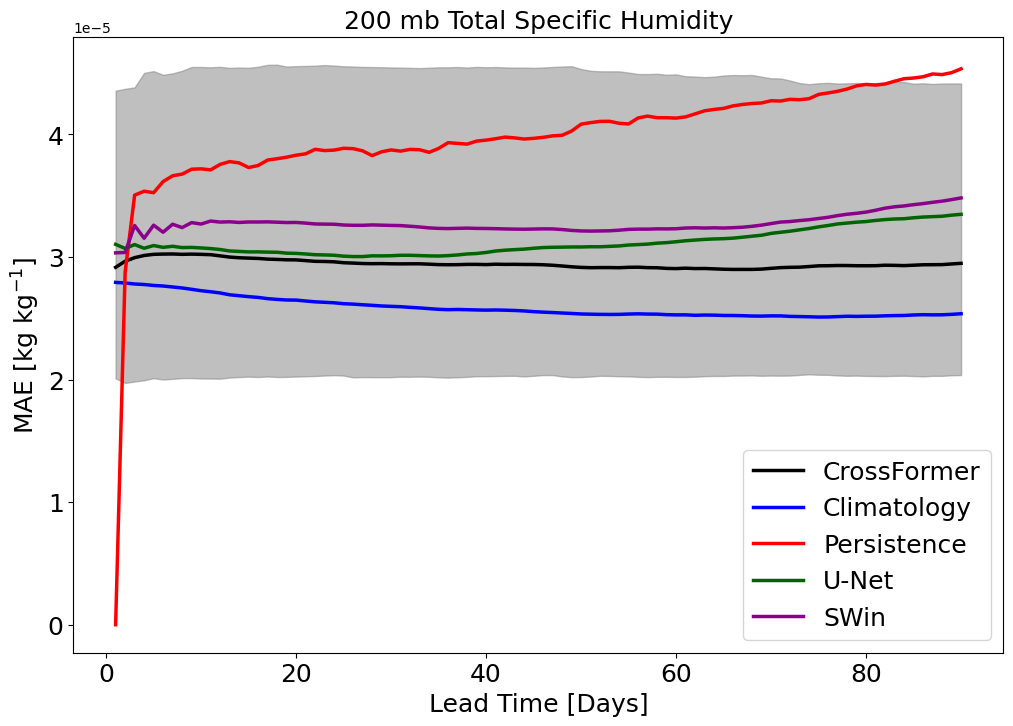 200 mb Total Specific Humidity
1e−5
4
3
2
1
0
MAE [kg kg⁻¹]
0 20 40 60 80
Lead Time [Days]
CrossFormer
Climatology
Persistence
U-Net
SWin